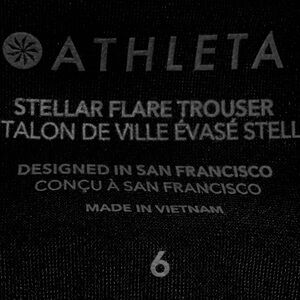 ATHLETA
STELLAR FLARE TROUSER
TALON DE VILLE ÉVASÉ STELL
DESIGNED IN SAN FRANCISCO
CONÇU À SAN FRANCISCO
MADE IN VIETNAM
6